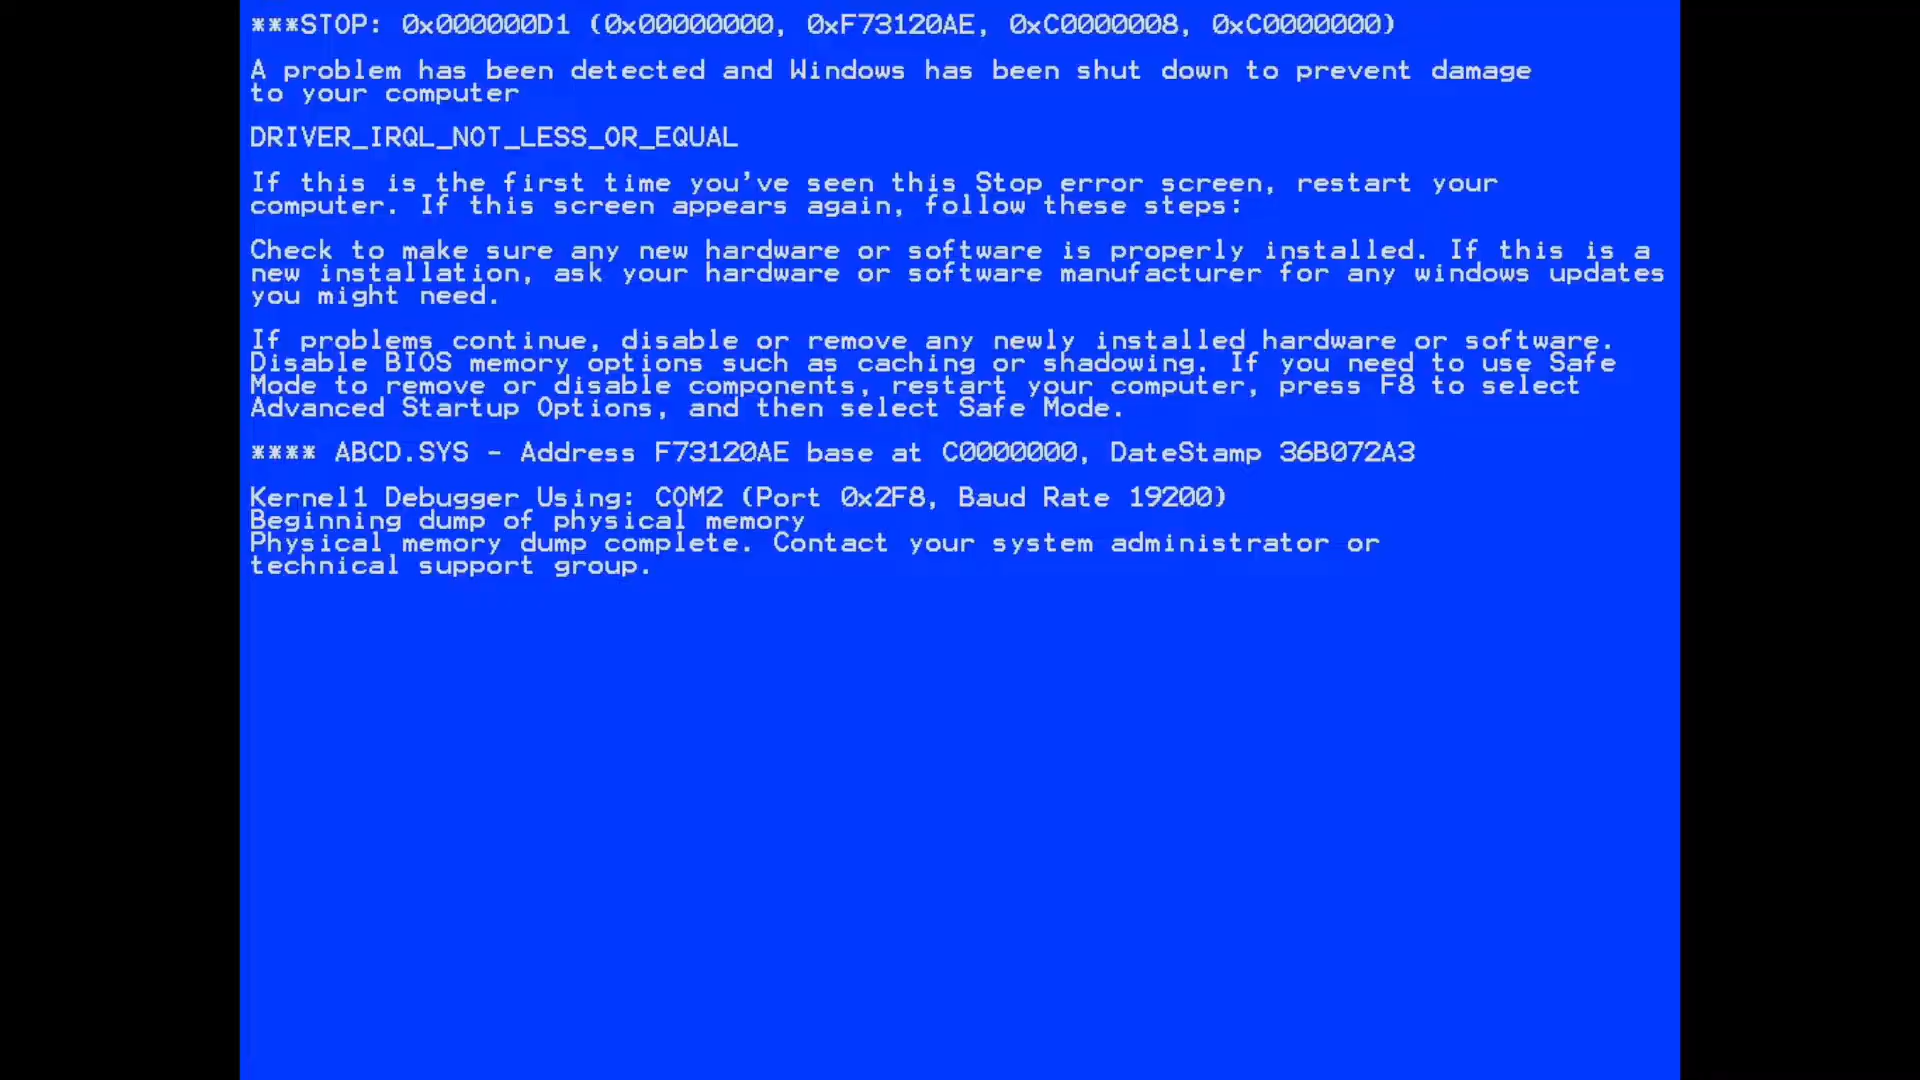 ***STOP: 0x000000D1 (0x00000000, 0xF73120AE, 0xC0000008, 0xC0000000)
A problem has been detected and Windows has been shut down to prevent damage
to your computer
DRIVER_IRQL_NOT_LESS_OR_EQUAL
If this is the first time you've seen this Stop error screen, restart your
computer. If this screen appears again, follow these steps:
Check to make sure any new hardware or software is properly installed. If this is a
new installation, ask your hardware or software manufacturer for any windows updates
you might need.
If problems continue, disable or remove any newly installed hardware or software.
Disable BIOS memory options such as caching or shadowing. If you need to use Safe
Mode to remove or disable components, restart your computer, press F8 to select
Advanced Startup Options, and then select Safe Mode.
**** ABCD.SYS - Address F73120AE base at C0000000, DateStamp 36B072A3
Kernel1 Debugger Using: COM2 (Port 0x2F8, Baud Rate 19200)
Beginning dump of physical memory
Physical memory dump complete. Contact your system administrator or
technical support group.